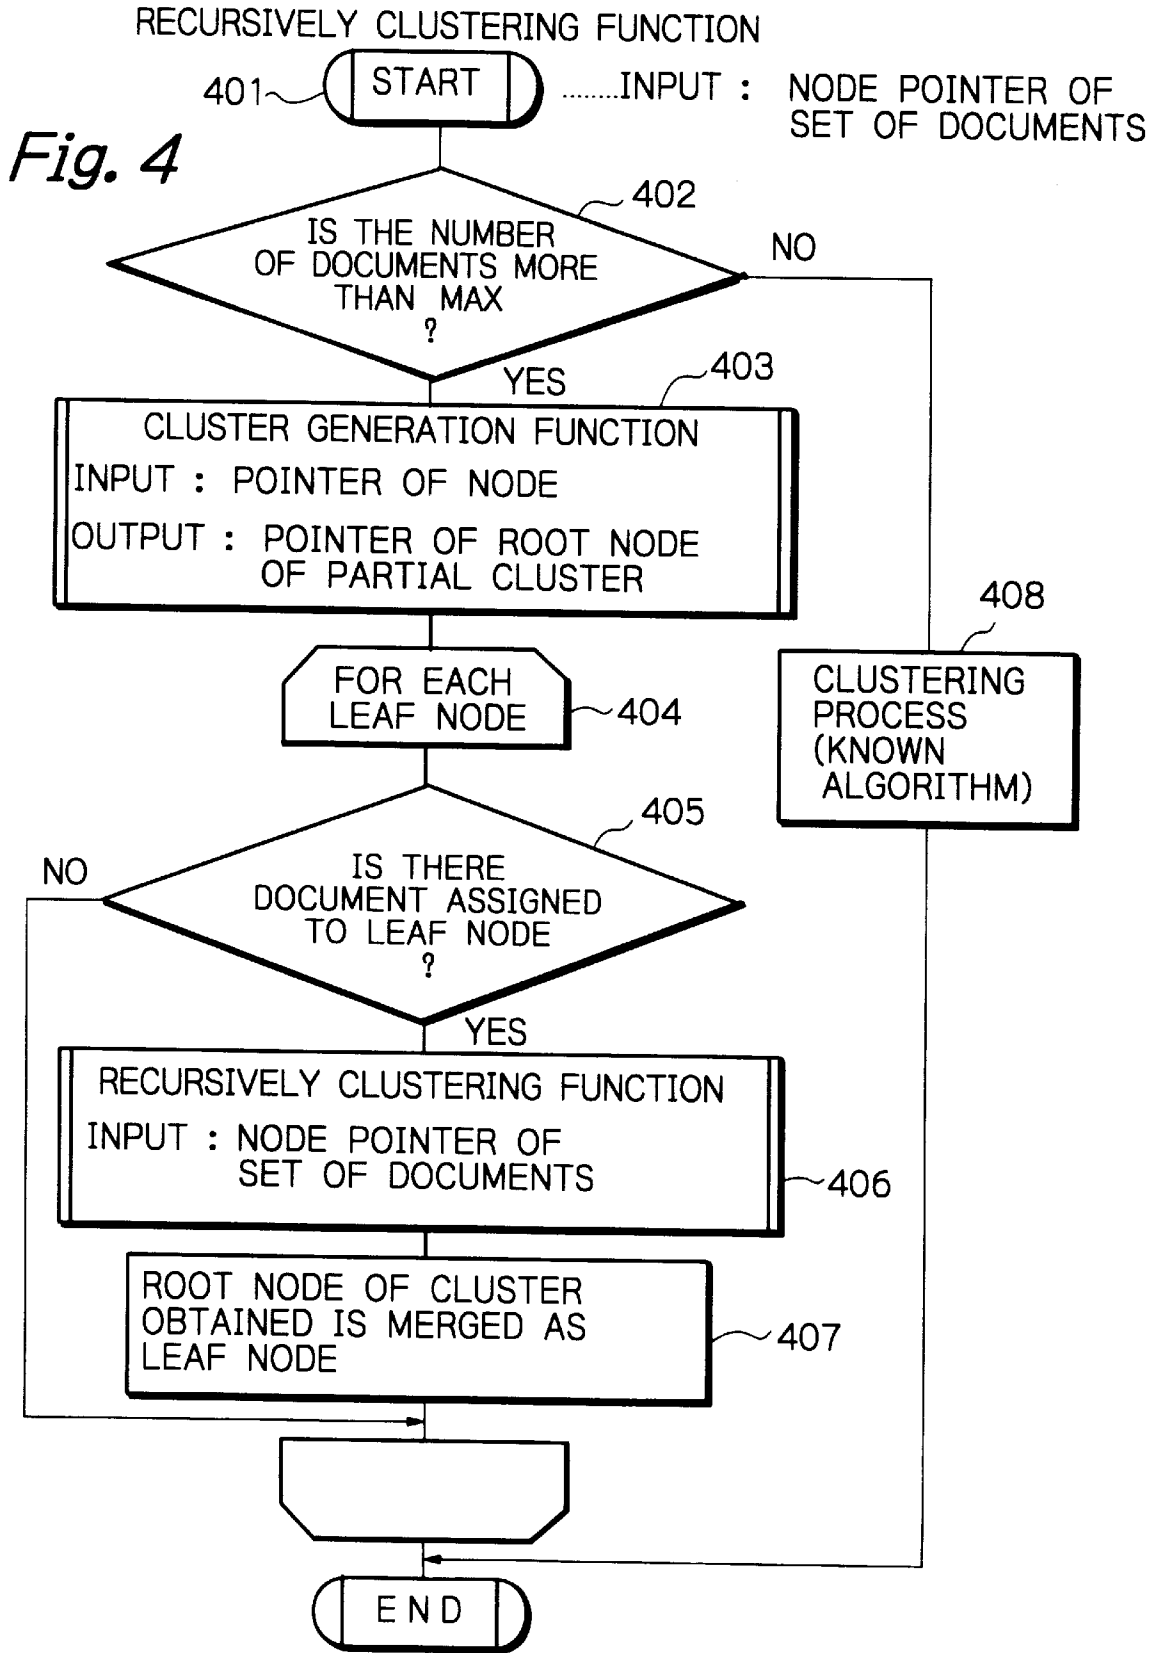 RECURSIVELY CLUSTERING FUNCTION
START
401
........INPUT : NODE POINTER OF
SET OF DOCUMENTS
Fig. 4
402
IS THE NUMBER
OF DOCUMENTS MORE
THAN MAX
?
NO
YES
403
CLUSTER GENERATION FUNCTION
INPUT : POINTER OF NODE
OUTPUT : POINTER OF ROOT NODE
OF PARTIAL CLUSTER
408
CLUSTERING
PROCESS
(KNOWN
ALGORITHM)
FOR EACH
LEAF NODE
404
405
NO
IS THERE
DOCUMENT ASSIGNED
TO LEAF NODE
?
YES
RECURSIVELY CLUSTERING FUNCTION
INPUT : NODE POINTER OF
SET OF DOCUMENTS
406
ROOT NODE OF CLUSTER
OBTAINED IS MERGED AS
LEAF NODE
407
END